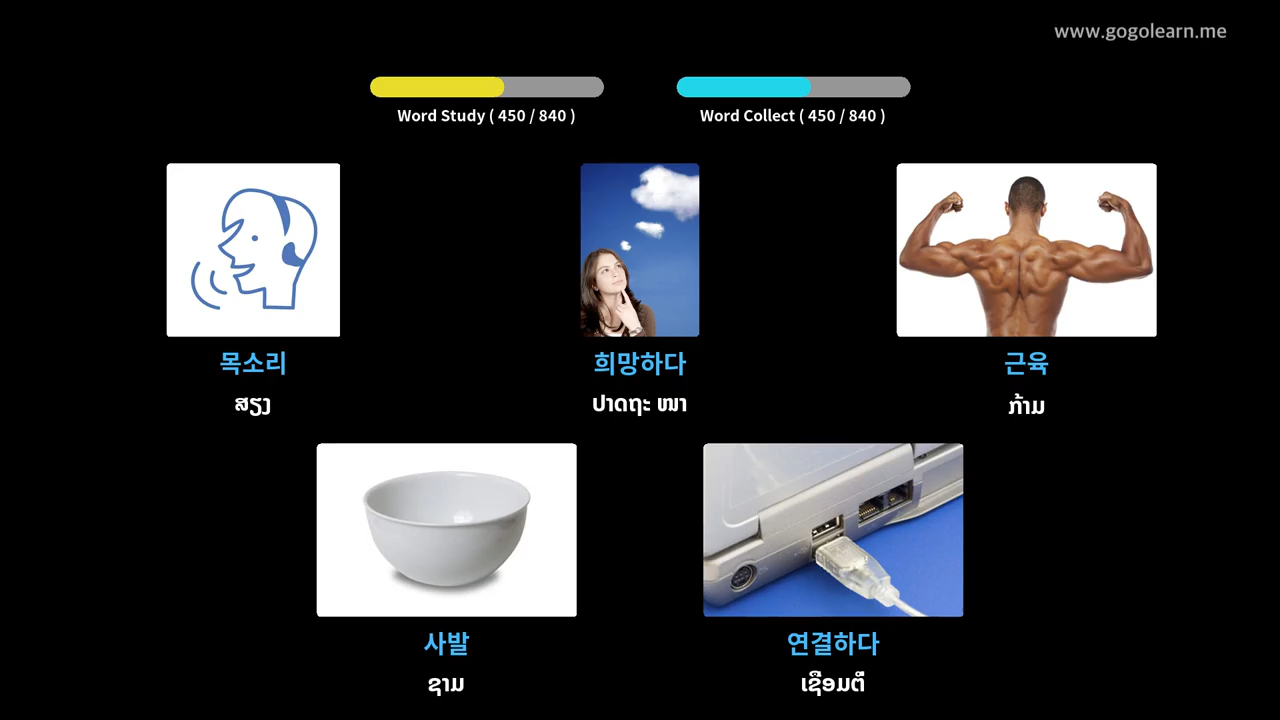 www.gogolearn.me
Word Study ( 450 / 840 )
Word Collect ( 450 / 840 )
목소리
ສຽງ
희망하다
ປາດຖະ ໜາ
근육
ກ້າມ
사발
ຊາມ
연결하다
ເຊື່ອມຕໍ່